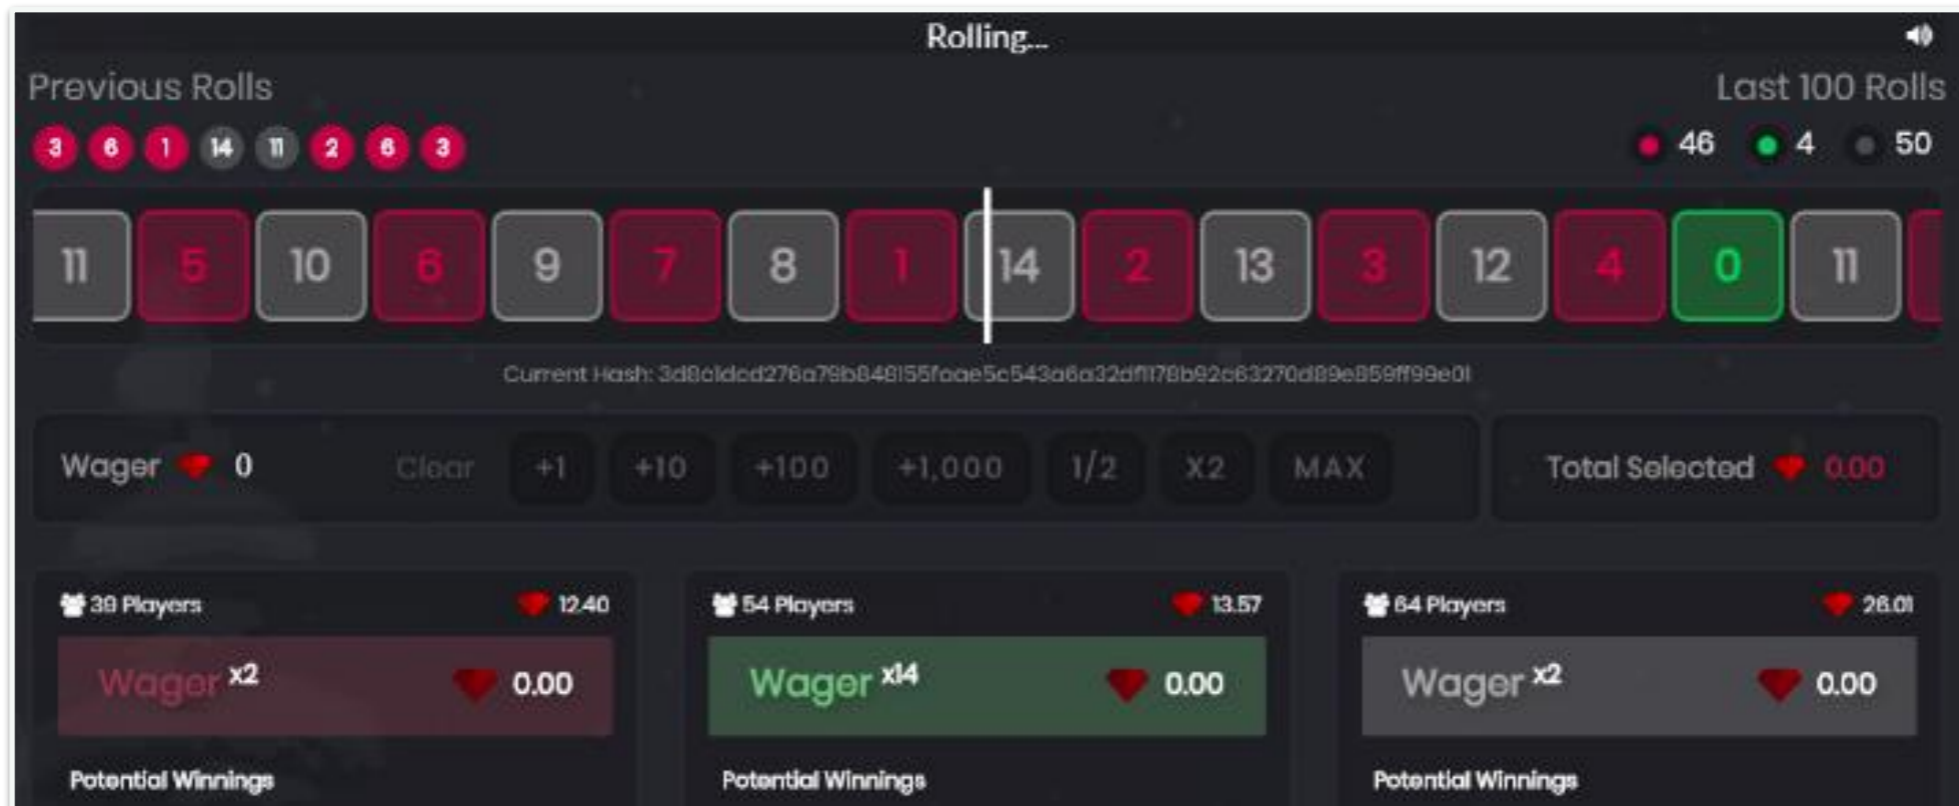 Rolling...
Previous Rolls
Last 100 Rolls
3 6 1 14 11 2 6 3
46 4 50
11 5 10 6 9 7 8 1 14 2 13 3 12 4 0 11
Current Hash:
Wager 0 Clear +1 +10 +100 +1,000 1/2 X2 MAX
Total Selected 0.00
39 Players 12.40
Wager x2 0.00
Potential Winnings
54 Players 13.57
Wager x14 0.00
Potential Winnings
64 Players 26.01
Wager x2 0.00
Potential Winnings